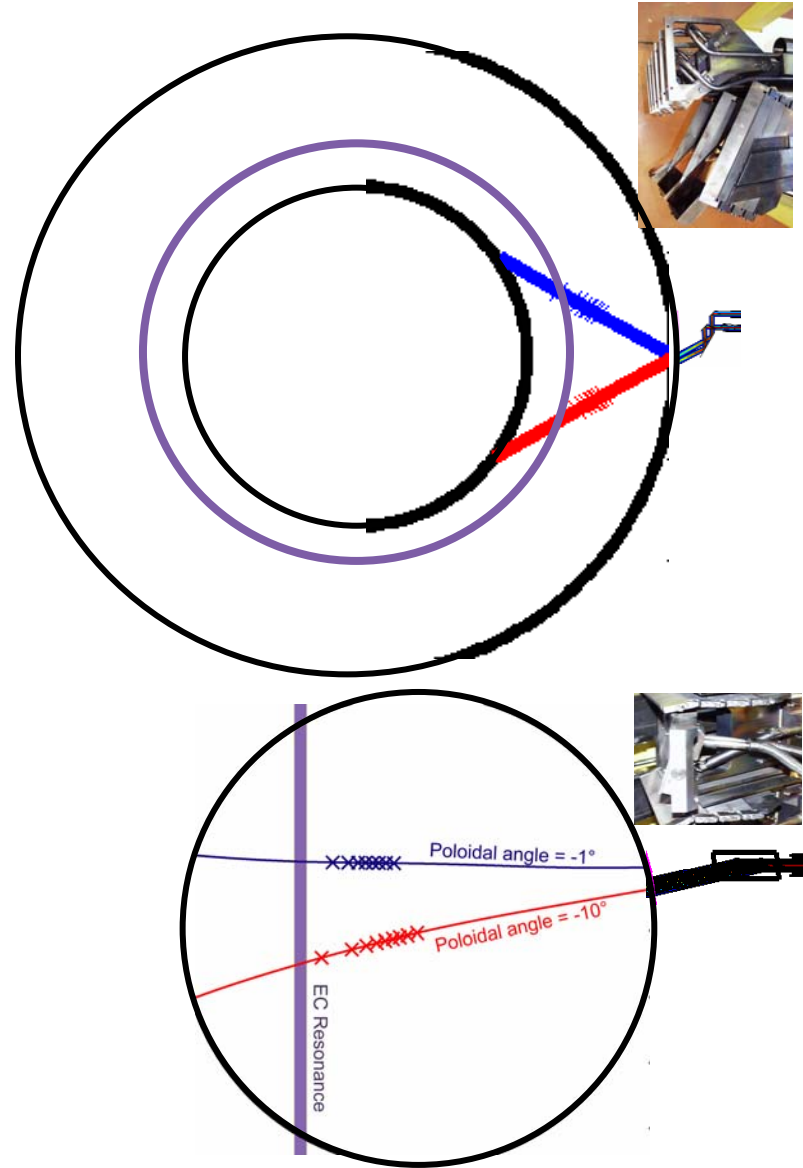 Poloidal angle = -1°
Poloidal angle = -10°
EC Resonance